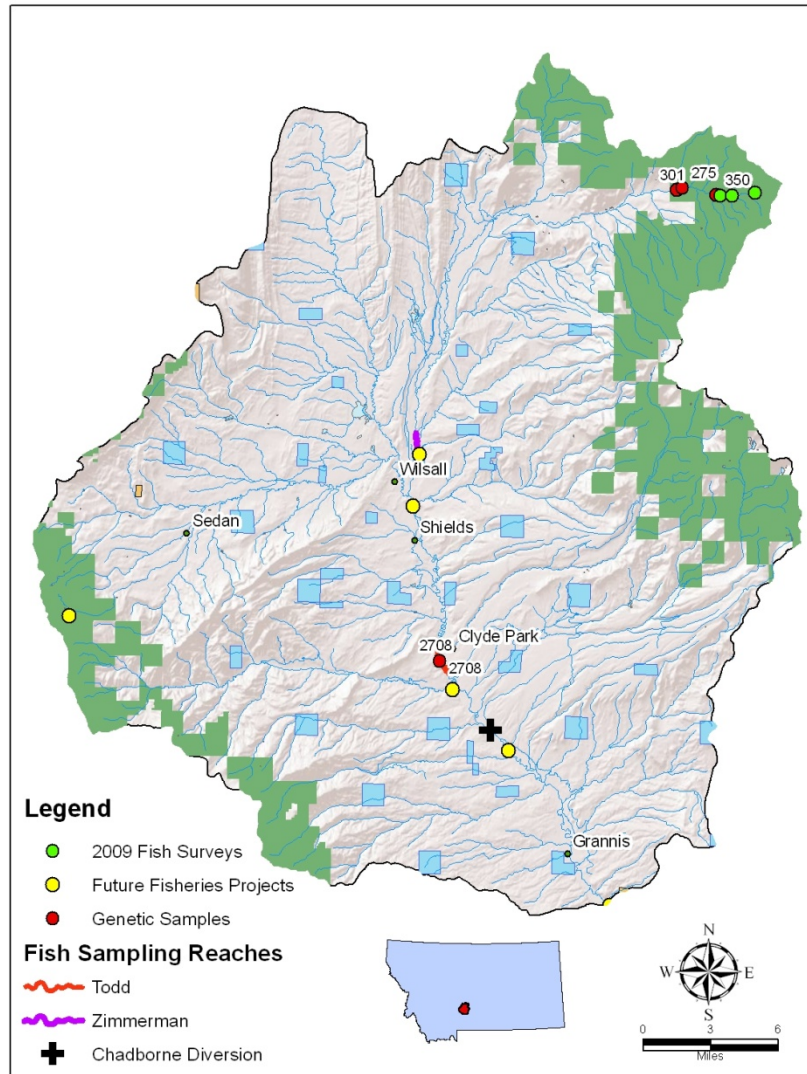 301 275 350
Wilsall
Sedan
Shields
2708 Clyde Park
2708
Grannis
Legend
2009 Fish Surveys
Future Fisheries Projects
Genetic Samples
Fish Sampling Reaches
Todd
Zimmerman
Chadborne Diversion
N
W E
S
0 3 6
Miles